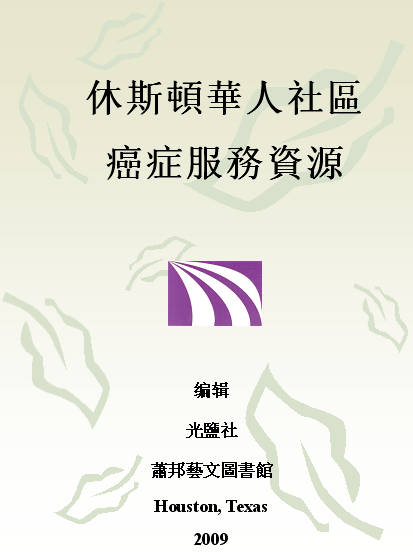 休斯頓華人社區
癌症服務資源
编辑
光鹽社
蕭邦藝文圖書館
Houston, Texas
2009